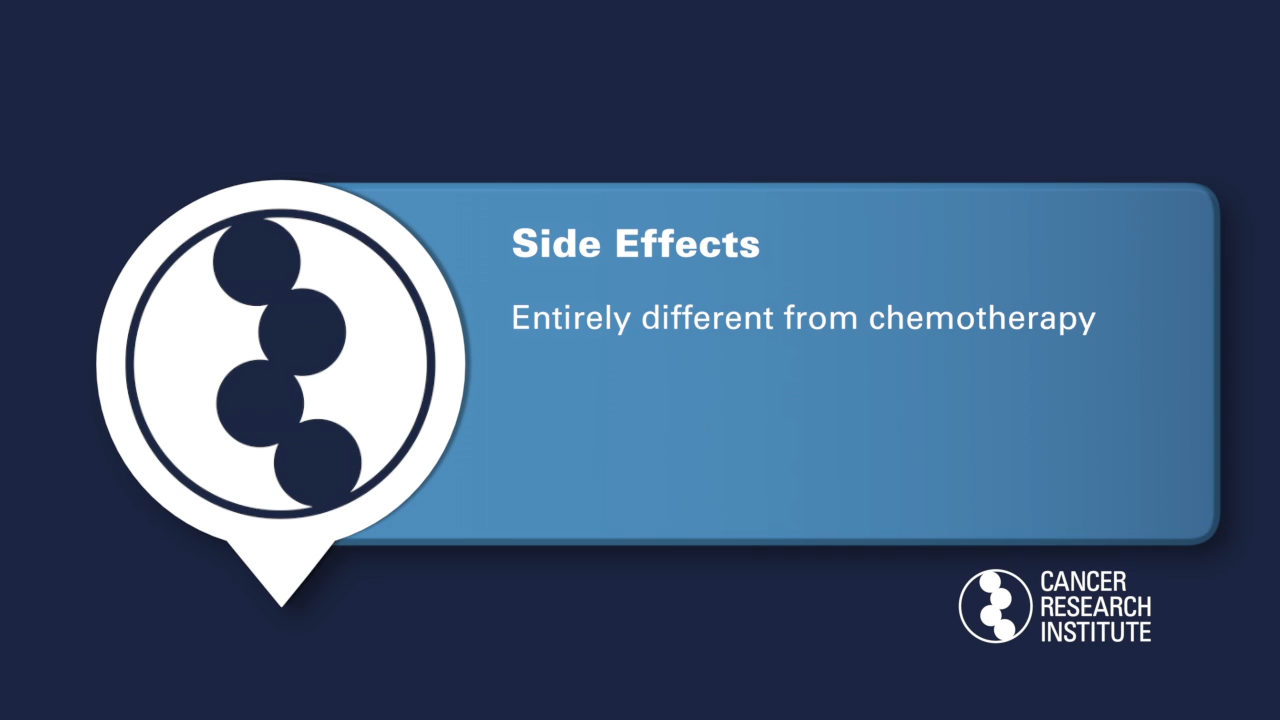 Side Effects
Entirely different from chemotherapy
CANCER
RESEARCH
INSTITUTE